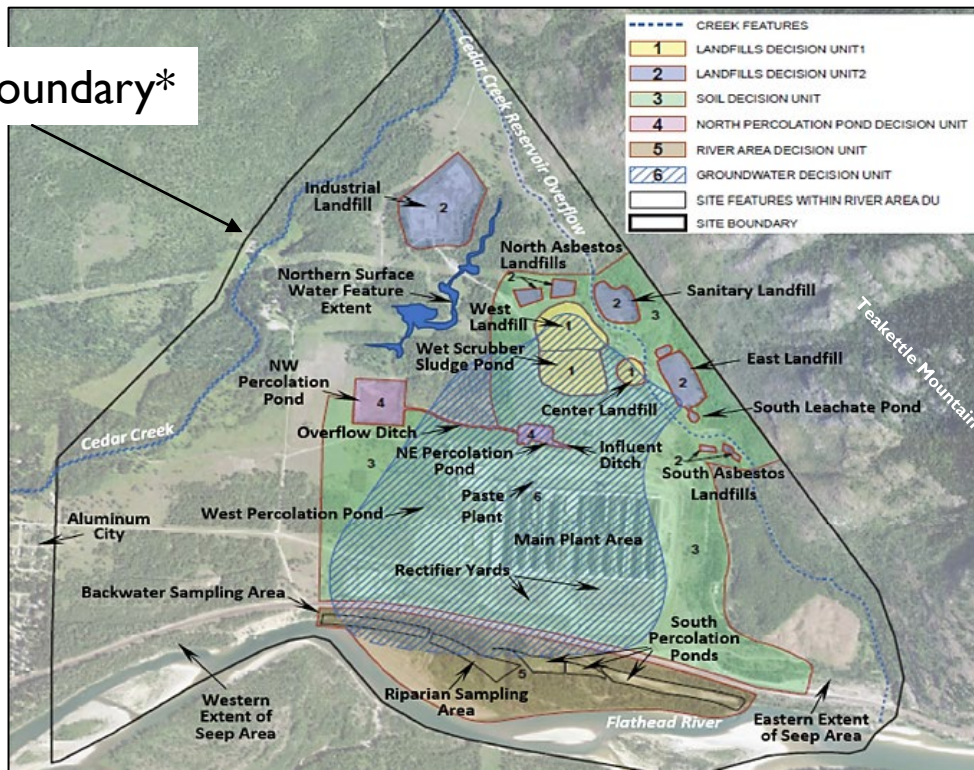 oundary*
CREEK FEATURES
1 LANDFILLS DECISION UNIT1
2 LANDFILLS DECISION UNIT2
3 SOIL DECISION UNIT
4 NORTH PERCOLATION POND DECISION UNIT
5 RIVER AREA DECISION UNIT
6 GROUNDWATER DECISION UNIT
SITE FEATURES WITHIN RIVER AREA DU
SITE BOUNDARY
Cedar Creek Reservoir Overflow
Industrial
Landfill
2
North Asbestos
Landfills
2
Northern Surface
Water Feature
Extent
West
Landfill
1
2
Sanitary Landfill
3
Teakettle Mountain
Wet Scrubber
Sludge Pond
1
1
East Landfill
2
NW
Percolation
Pond
4
Center Landfill
South Leachate Pond
Cedar Creek
Overflow Ditch
4
NE Percolation
Pond
Influent
Ditch
2
South Asbestos
Landfills
3
West Percolation Pond
Paste
Plant
6
Main Plant Area
3
Aluminum
City
Rectifier Yards
Backwater Sampling Area
South
Percolation
Ponds
5
Riparian Sampling
Area
Western
Extent of
Seep Area
Flathead River
Eastern Extent
of Seep Area